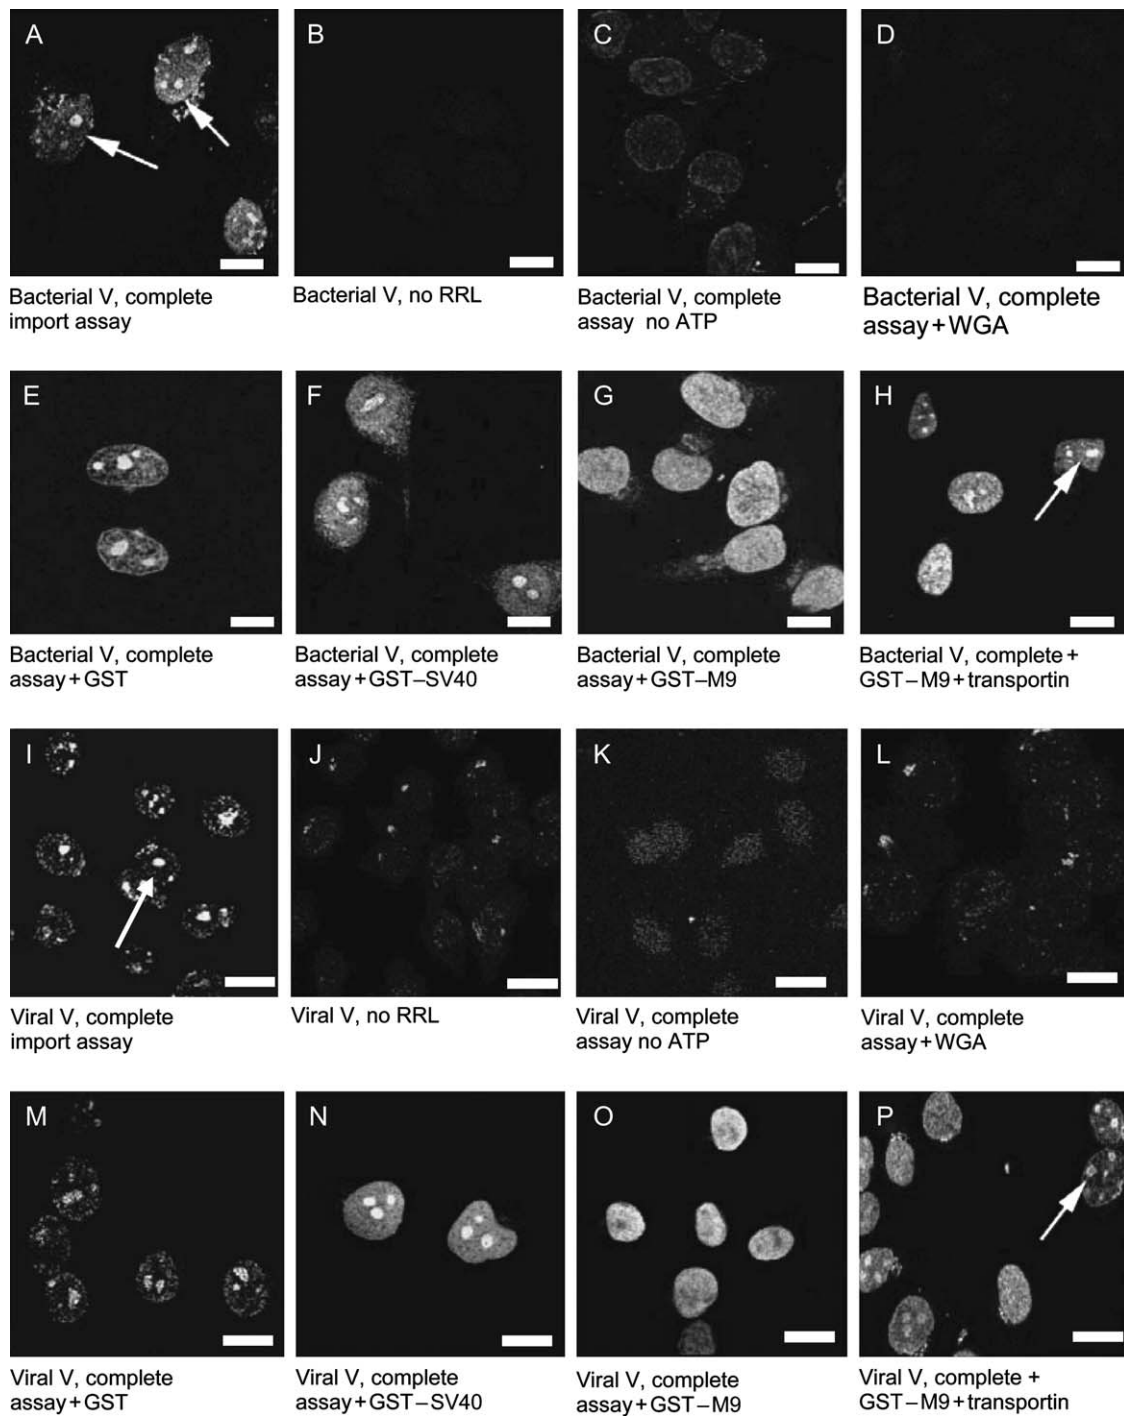 A
B
C
D
Bacterial V, complete
import assay
Bacterial V, no RRL
Bacterial V, complete
assay no ATP
Bacterial V, complete
assay+WGA
E
F
G
H
Bacterial V, complete
assay+GST
Bacterial V, complete
assay+GST–SV40
Bacterial V, complete
assay+GST–M9
Bacterial V, complete+
GST–M9+transportin
I
J
K
L
Viral V, complete
import assay
Viral V, no RRL
Viral V, complete
assay no ATP
Viral V, complete
assay+WGA
M
N
O
P
Viral V, complete
assay+GST
Viral V, complete
assay+GST–SV40
Viral V, complete
assay+GST–M9
Viral V, complete +
GST–M9+transportin